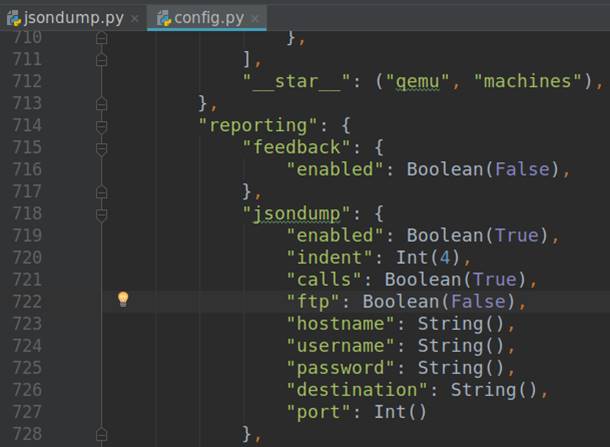 jsondump.py × config.py ×
710 },
711 ],
712 "__star__": ("qemu", "machines"),
713 },
714 "reporting": {
715 "feedback": {
716 "enabled": Boolean(False),
717 },
718 "jsondump": {
719 "enabled": Boolean(True),
720 "indent": Int(4),
721 "calls": Boolean(True),
722 "ftp": Boolean(False),
723 "hostname": String(),
724 "username": String(),
725 "password": String(),
726 "destination": String(),
727 "port": Int()
728 },